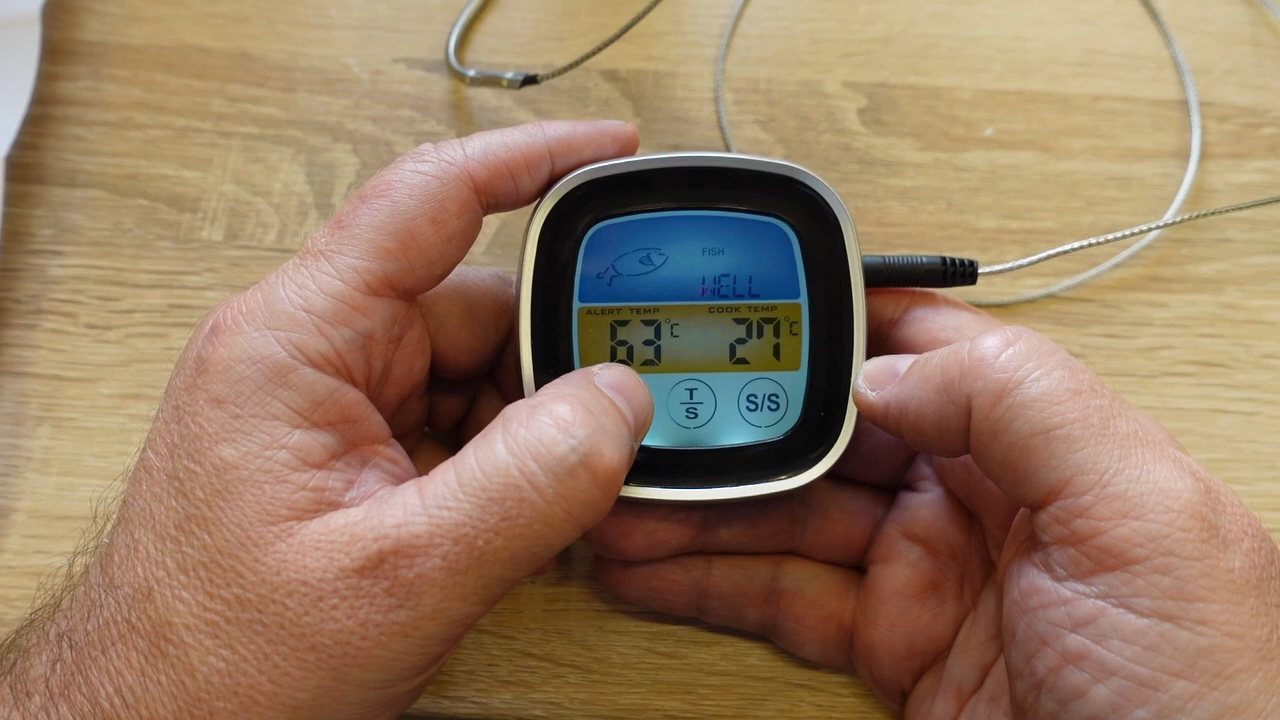 FISH
WELL
ALERT TEMP COOK TEMP
63°C 27°C
T/S S/S